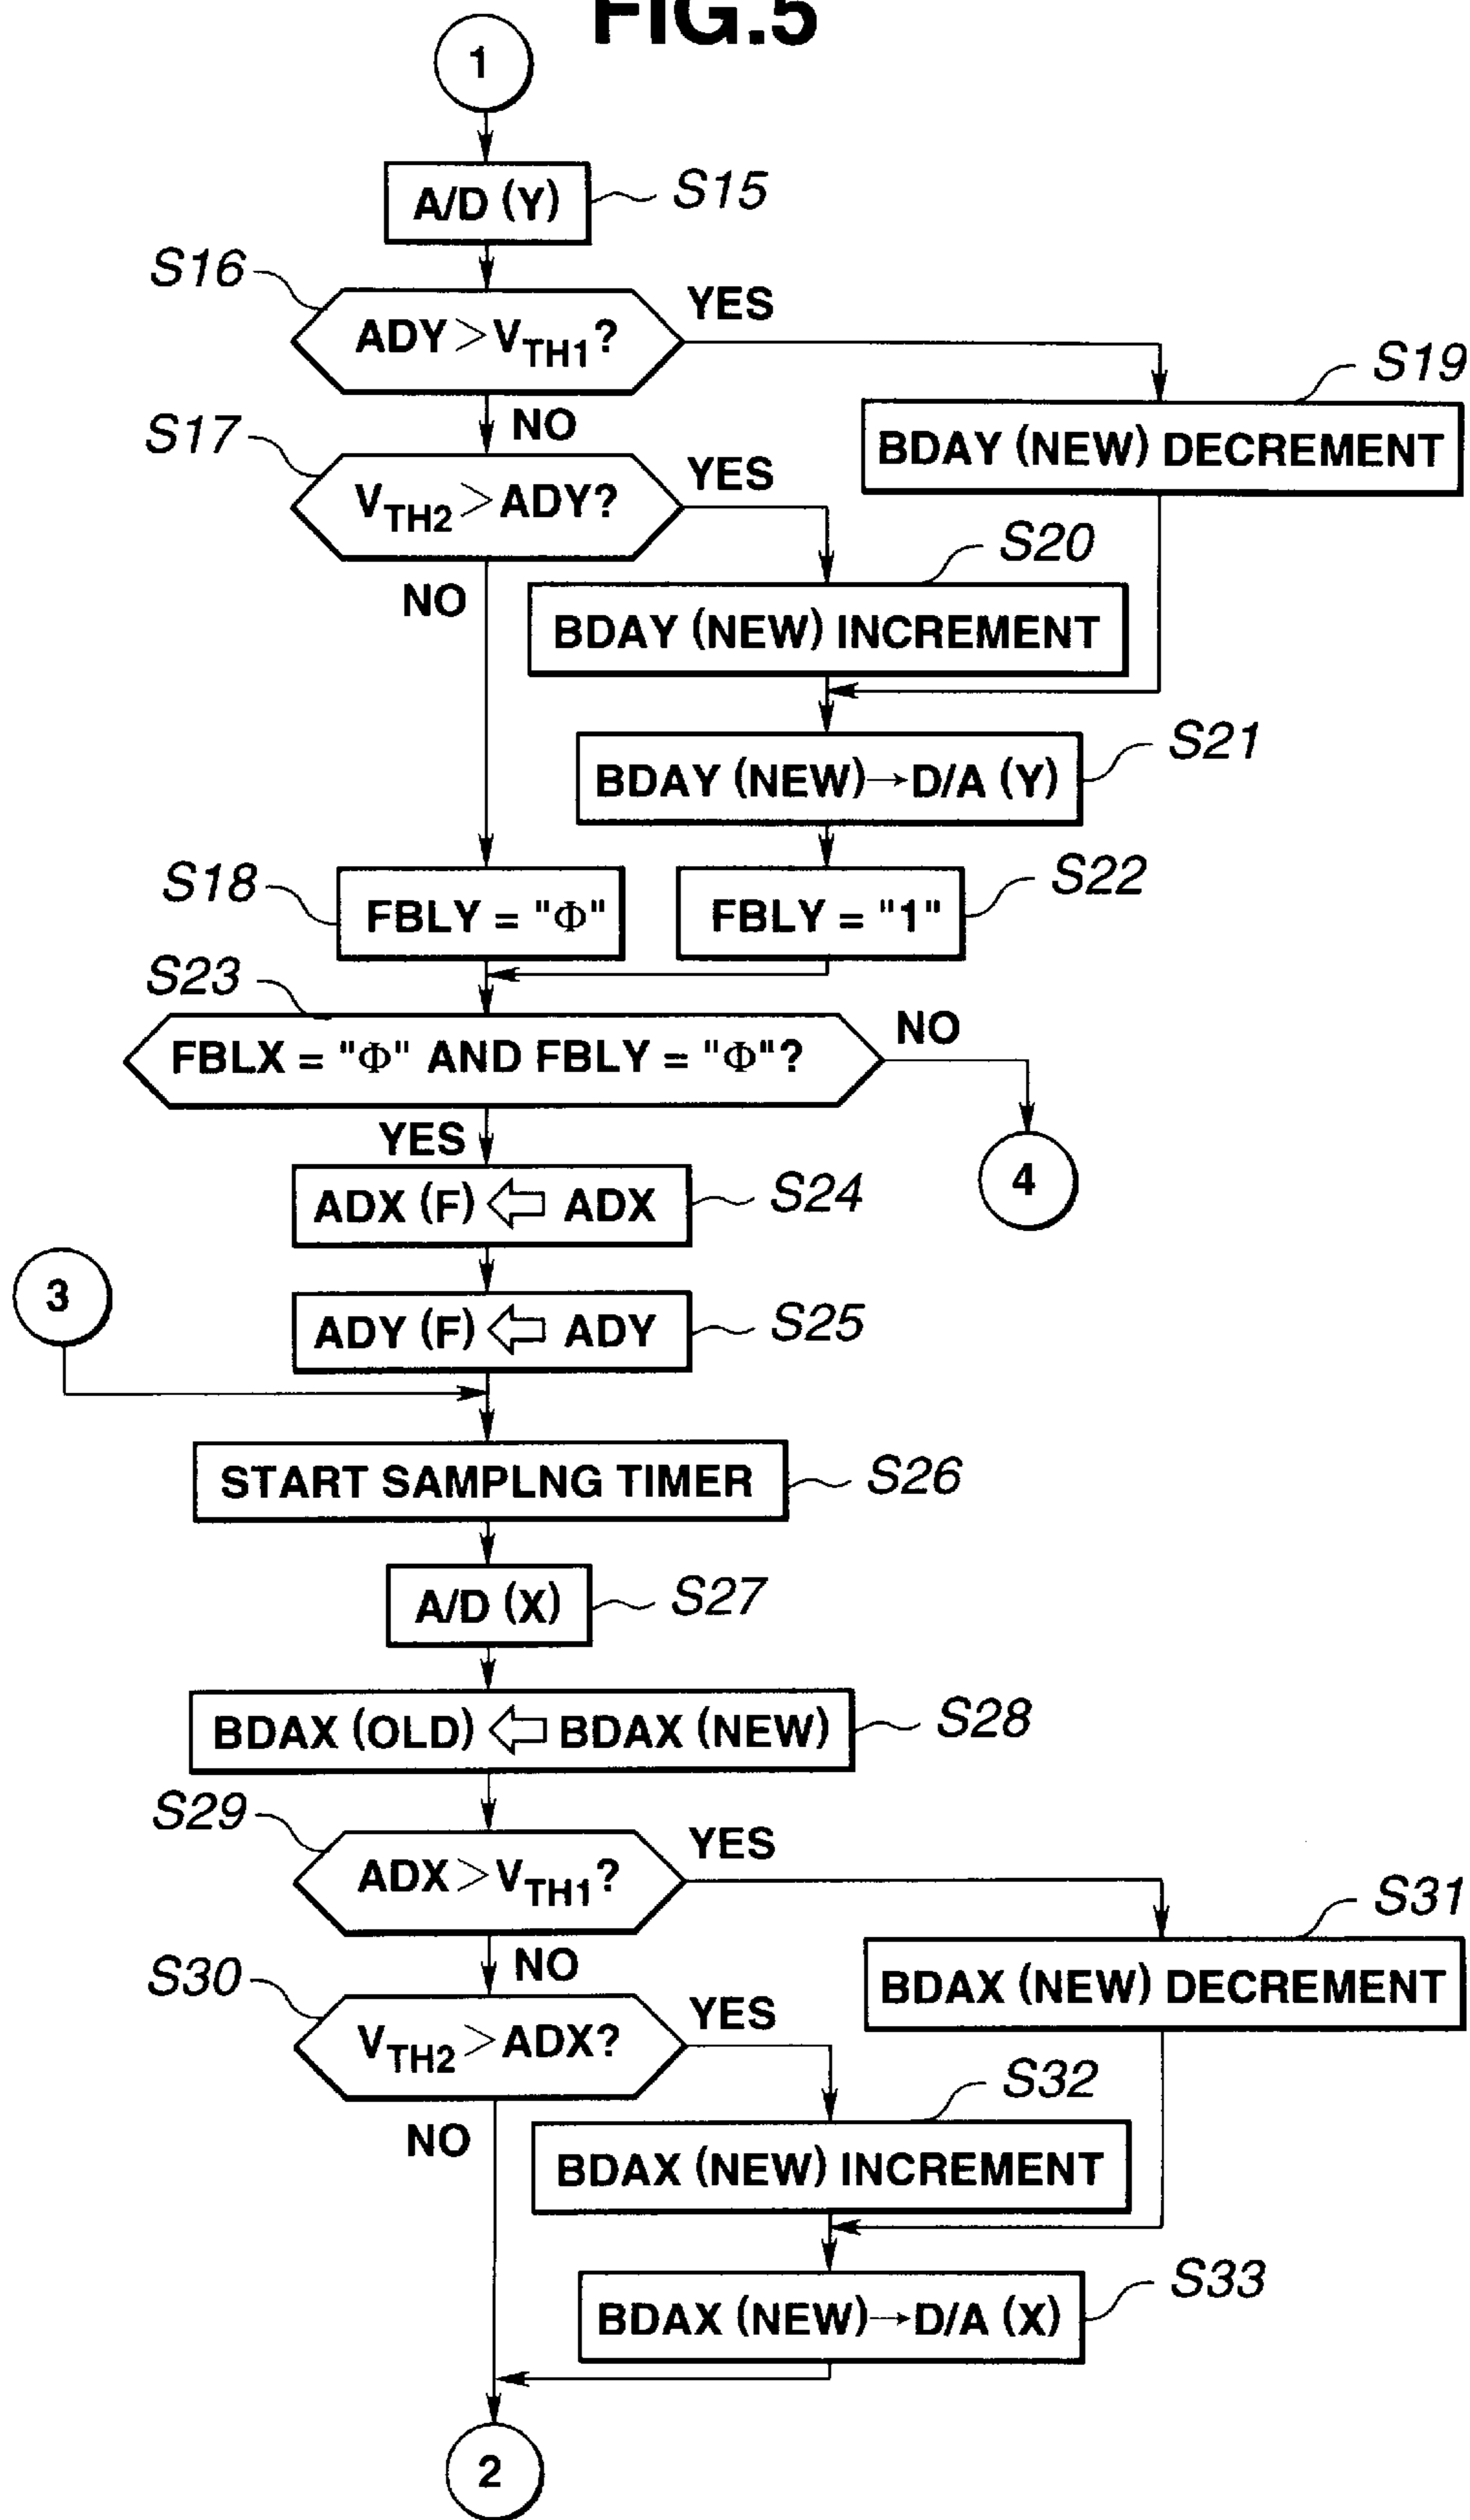 FIG.5
1
A/D (Y)
S15
S16
ADY > VTH1?
YES
NO
S19
BDAY (NEW) DECREMENT
S17
VTH2 > ADY?
YES
NO
S20
BDAY (NEW) INCREMENT
S21
BDAY (NEW) → D/A (Y)
S18
FBLY = "Φ"
S22
FBLY = "1"
S23
FBLX = "Φ" AND FBLY = "Φ"?
NO
YES
4
ADX (F) ⇐ ADX
S24
3
ADY (F) ⇐ ADY
S25
START SAMPLNG TIMER
S26
A/D (X)
S27
BDAX (OLD) ⇐ BDAX (NEW)
S28
S29
ADX > VTH1?
YES
NO
S31
BDAX (NEW) DECREMENT
S30
VTH2 > ADX?
YES
NO
S32
BDAX (NEW) INCREMENT
S33
BDAX (NEW) → D/A (X)
2